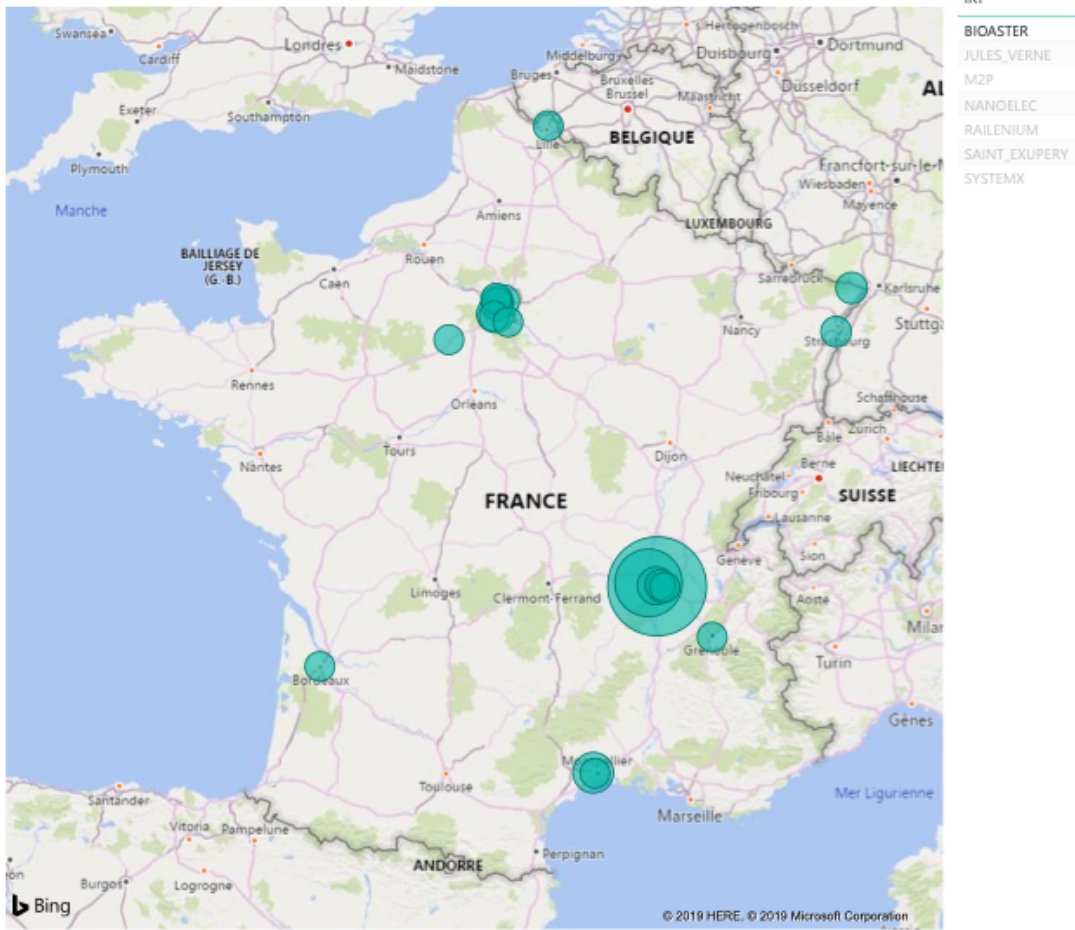 IRT
BIOASTER
JULES_VERNE
M2P
NANOELEC
RAILENIUM
SAINT_EXUPERY
SYSTEMX
Swansea
Cardiff
Londres
Maidstone
Exeter
Southampton
Plymouth
Manche
's Hertogenbosch
Middelburg
Duisbourg
Dortmund
Bruges
Bruxelles
Brussel
Düsseldorf
Maastricht
AL
Lille
BELGIQUE
Francfort-sur-le-M
Wiesbaden
Mayence
Amiens
LUXEMBOURG
BAILLIAGE DE
JERSEY
(G.-B.)
Rouen
Caen
Sarrebruck
Karlsruhe
Nancy
Stuttga
Strasbourg
Rennes
Orleans
Schaffhouse
Tours
Bâle
Zurich
Nantes
Dijon
Berne
Neuchâtel
LIECHTE
Fribourg
SUISSE
FRANCE
Lausanne
Genève
Sion
Limoges
Clermont-Ferrand
Aoste
Milan
Grenoble
Turin
Bordeaux
Gênes
Montpellier
Toulouse
Mer Ligurienne
Santander
Marseille
Vitoria
Pampelune
Perpignan
ANDORRE
Burgos
Logrogne
Bing
© 2019 HERE, © 2019 Microsoft Corporation